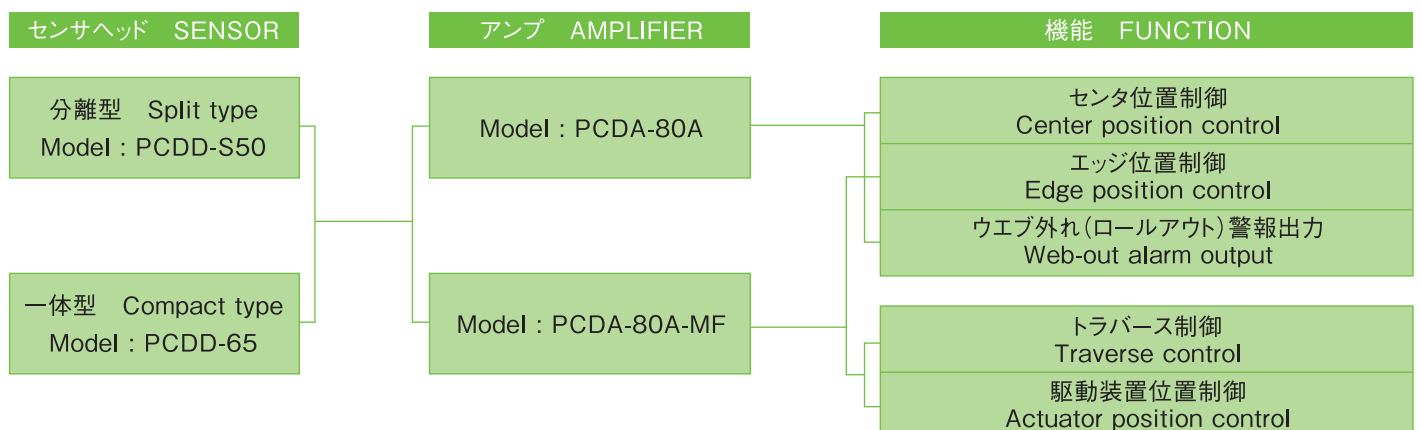 センサヘッド SENSOR
分離型 Split type
Model : PCDD-S50
一体型 Compact type
Model : PCDD-65
アンプ AMPLIFIER
Model : PCDA-80A
Model : PCDA-80A-MF
機能 FUNCTION
センタ位置制御
Center position control
エッジ位置制御
Edge position control
ウエブ外れ(ロールアウト)警報出力
Web-out alarm output
トラバース制御
Traverse control
駆動装置位置制御
Actuator position control